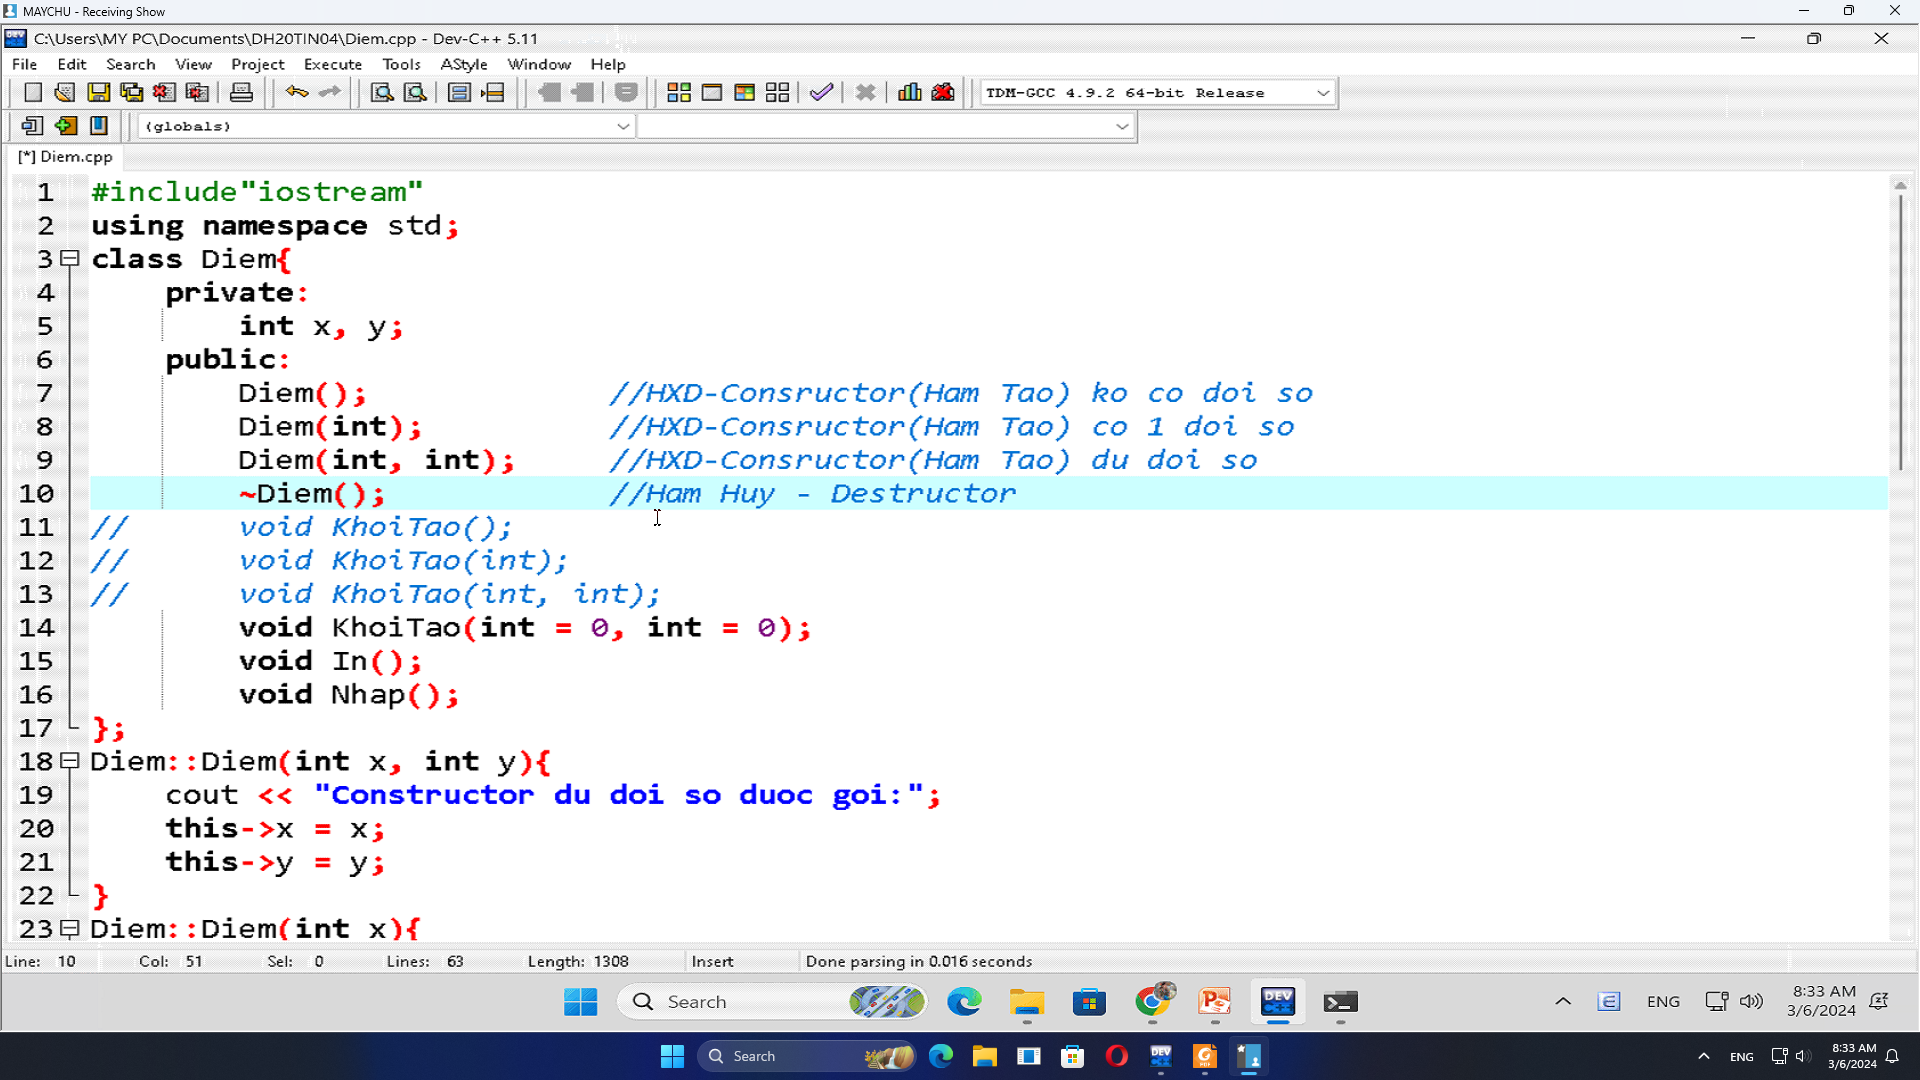 MAYCHU - Receiving Show
C:\Users\MY PC\Documents\DH20TIN04\Diem.cpp - Dev-C++ 5.11
File Edit Search View Project Execute Tools AStyle Window Help
TDM-GCC 4.9.2 64-bit Release
(globals)
[*] Diem.cpp
1 #include"iostream"
2 using namespace std;
3 class Diem{
4 private:
5 int x, y;
6 public:
7 Diem(); //HXD-Consructor(Ham Tao) ko co doi so
8 Diem(int); //HXD-Consructor(Ham Tao) co 1 doi so
9 Diem(int, int); //HXD-Consructor(Ham Tao) du doi so
10 ~Diem(); //Ham Huy - Destructor
11 // void KhoiTao();
12 // void KhoiTao(int);
13 // void KhoiTao(int, int);
14 void KhoiTao(int = 0, int = 0);
15 void In();
16 void Nhap();
17 };
18 Diem::Diem(int x, int y){
19 cout << "Constructor du doi so duoc goi:";
20 this->x = x;
21 this->y = y;
22 }
23 Diem::Diem(int x){
Line: 10 Col: 51 Sel: 0 Lines: 63 Length: 1308 Insert Done parsing in 0.016 seconds
Search DEV C++ ENG 8:33 AM
3/6/2024
Search DEV C++ ENG 8:33 AM
3/6/2024